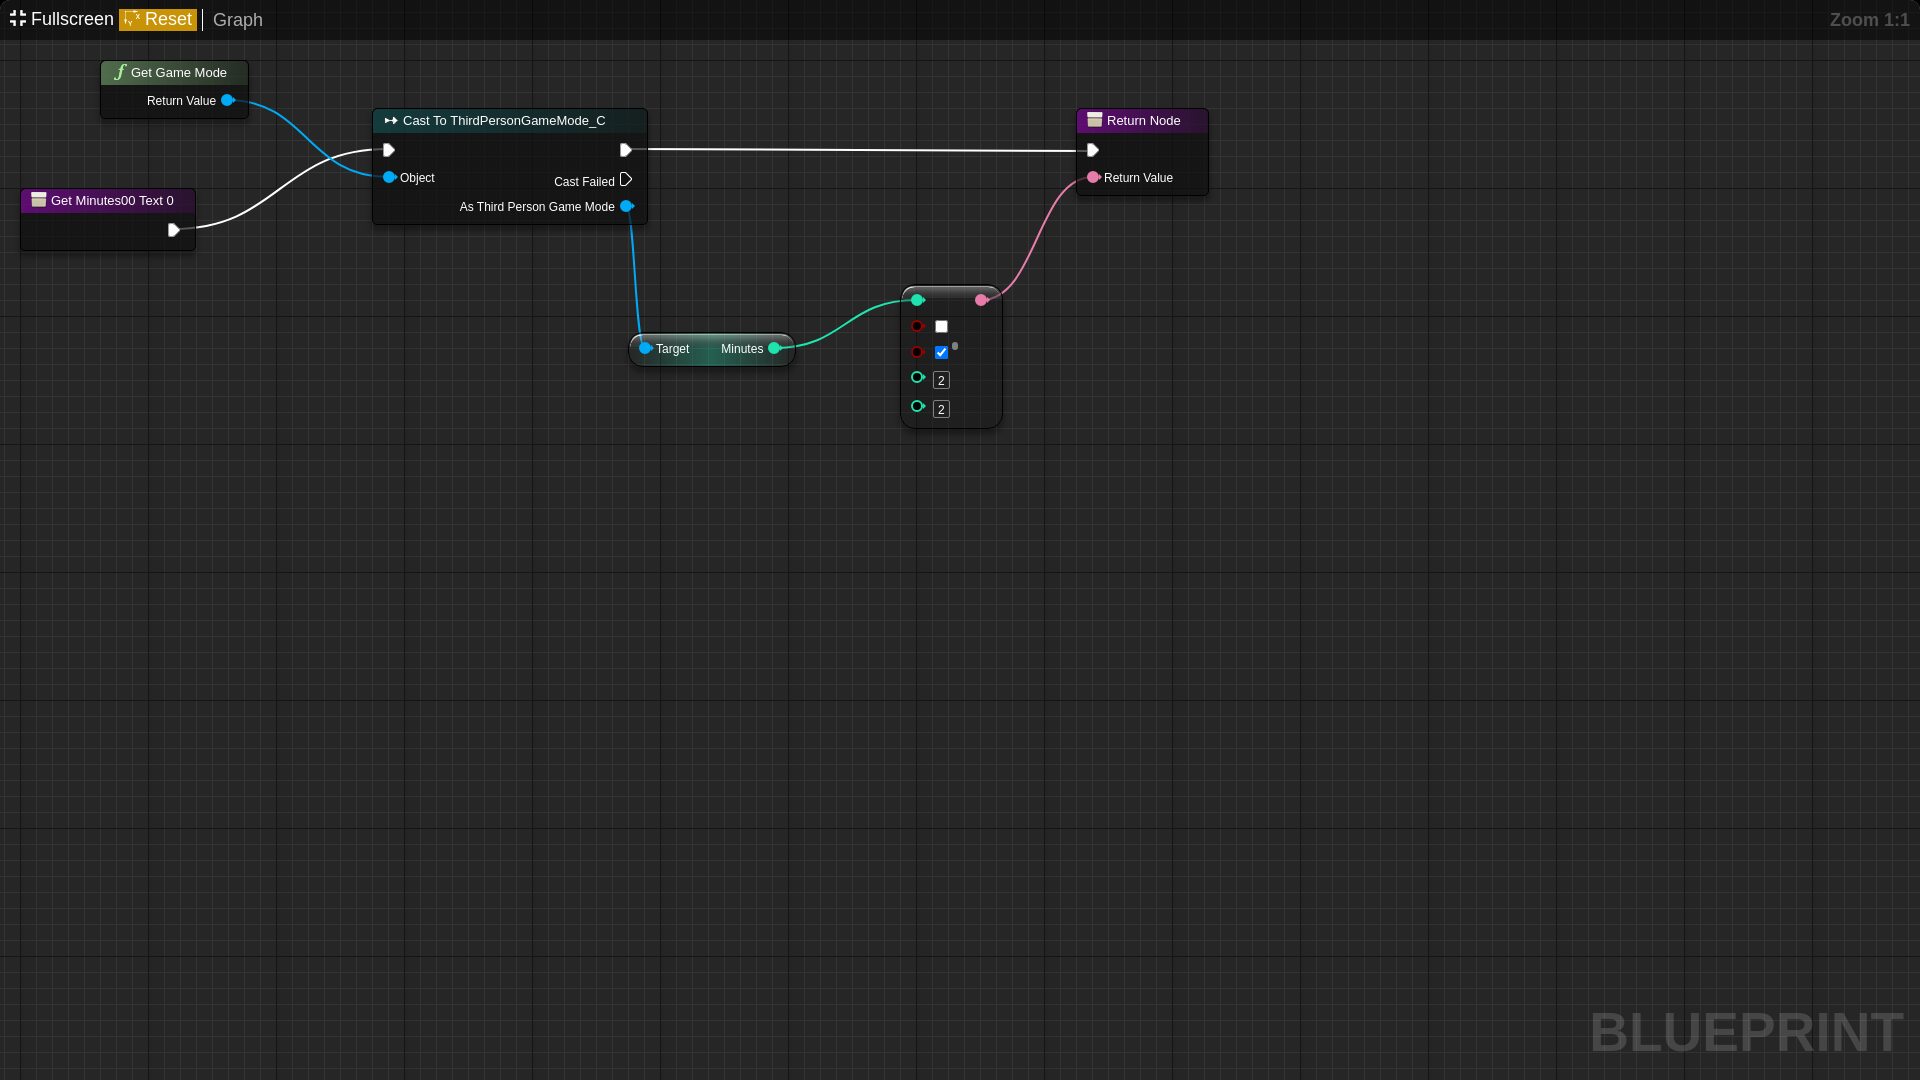 Fullscreen Reset Graph Zoom 1:1
Get Game Mode
Return Value
Cast To ThirdPersonGameMode_C
Object
Cast Failed
As Third Person Game Mode
Return Node
Return Value
Get Minutes00 Text 0
Target Minutes
2
2
BLUEPRINT